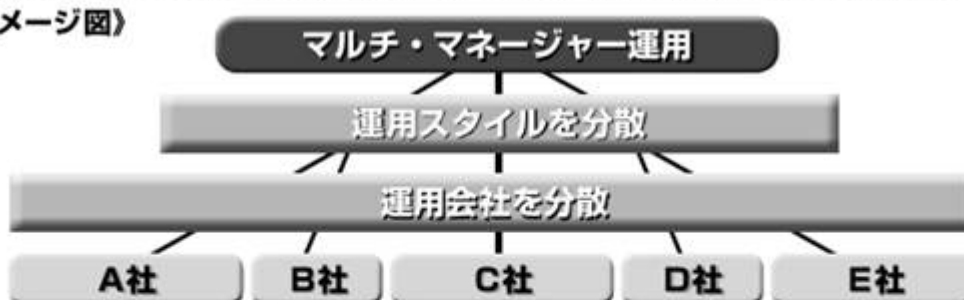 メージ図》
マルチ・マネージャー運用
運用スタイルを分散
運用会社を分散
A社 B社 C社 D社 E社